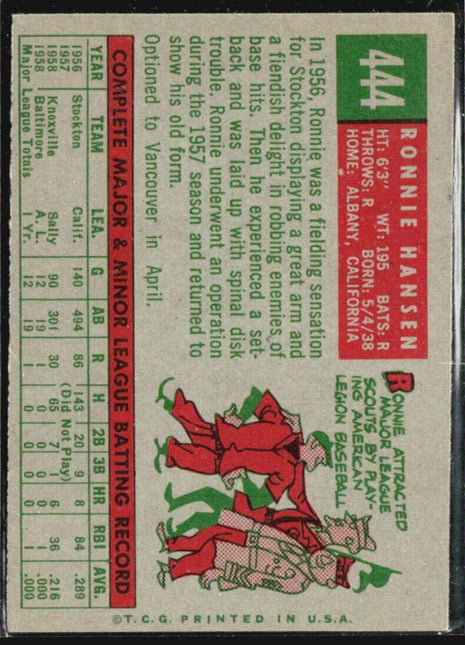 444
RONNIE HANSEN
HT: 6'3" WT: 195 BATS: R
THROWS: R BORN: 5/4/38
HOME: ALBANY, CALIFORNIA
In 1956, Ronnie was a fielding sensation
for Stockton displaying a great arm and
a fiendish delight in robbing enemies of
base hits. Then he experienced a set-
back and was laid up with spinal disk
trouble. Ronnie underwent an operation
during the 1957 season and returned to
show his old form.
Optioned to Vancouver in April.
RONNIE ATTRACTED
MAJOR LEAGUE
SCOUTS BY PLAY-
ING AMERICAN
LEGION BASEBALL
COMPLETE MAJOR & MINOR LEAGUE BATTING RECORD
YEAR TEAM LEA. G AB R H 2B 3B HR RBI AVG.
1956 Stockton Calif. 140 494 86 143 20 9 8 84 .289
1957 (Did Not Play)
1958 Knoxville Sally 90 301 30 65 7 1 6 36 .216
1958 Baltimore A. L. 12 19 1 0 0 0 0 1 .000
Major League Totals 1 Yr. 12 19 1 0 0 0 0 1 .000
©T.C.G. PRINTED IN U.S.A.